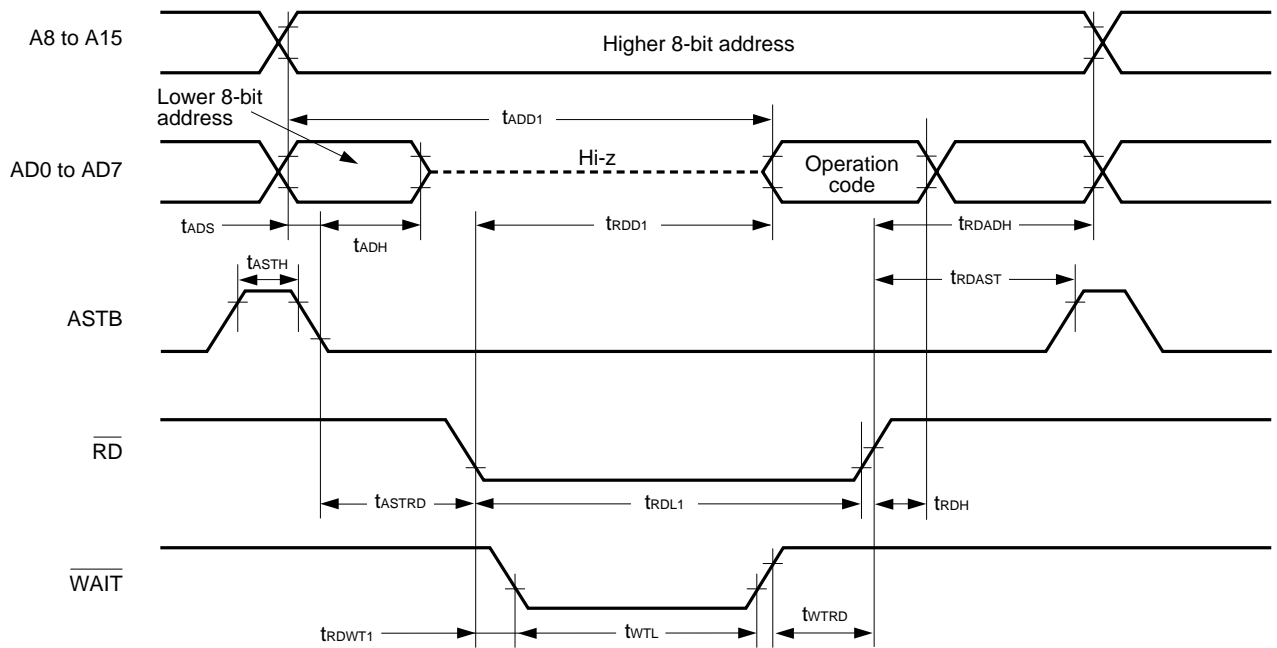 A8 to A15
Higher 8-bit address
Lower 8-bit
address
tADD1
AD0 to AD7
Hi-z
Operation
code
tADS
tADH
tRDD1
tRDADH
tASTH
tRDAST
ASTB
RD
tASTRD
tRDL1
tRDH
WAIT
tRDWT1
tWTL
tWTRD